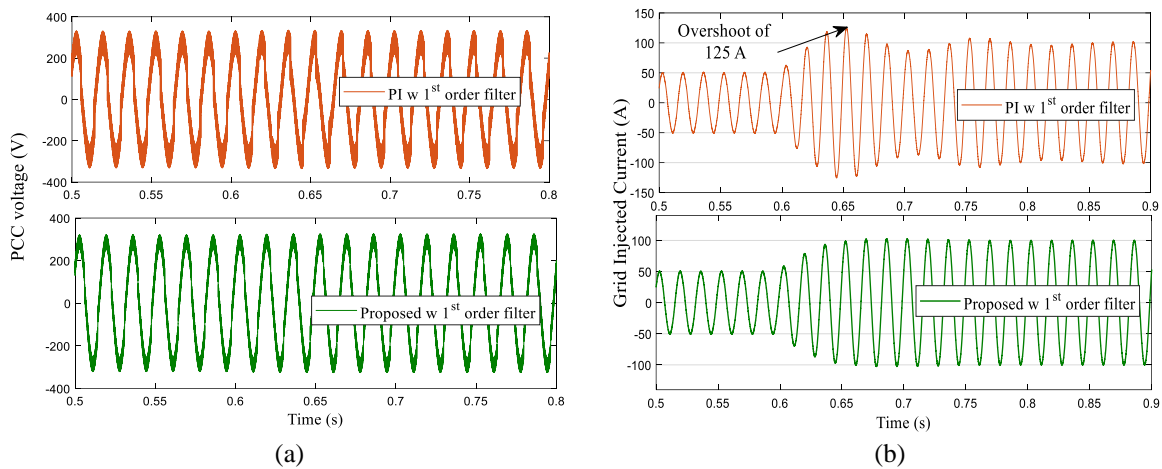 PCC voltage (V)
400
200
0
-200
-400
PI w 1st order filter
0.5 0.55 0.6 0.65 0.7 0.75 0.8
400
200
0
-200
-400
Proposed w 1st order filter
0.5 0.55 0.6 0.65 0.7 0.75 0.8
Time (s)
(a)
Grid Injected Current (A)
Overshoot of
125 A
150
100
50
0
-50
-100
-150
PI w 1st order filter
0.5 0.55 0.6 0.65 0.7 0.75 0.8 0.85 0.9
100
50
0
-50
-100
Proposed w 1st order filter
0.5 0.55 0.6 0.65 0.7 0.75 0.8 0.85 0.9
Time (s)
(b)